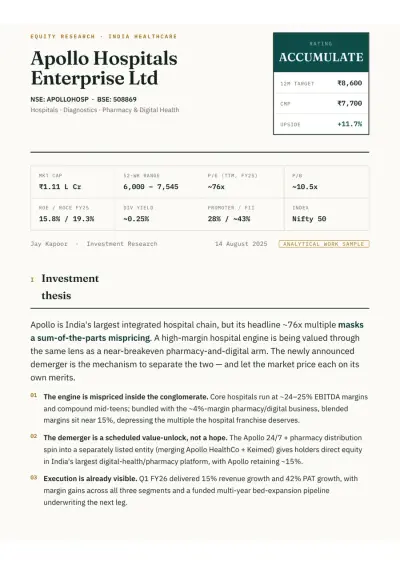 EQUITY RESEARCH · INDIA HEALTHCARE
Apollo Hospitals
Enterprise Ltd
NSE: APOLLOHOSP · BSE: 508869
Hospitals · Diagnostics · Pharmacy & Digital Health
RATING
ACCUMULATE
12M TARGET ₹8,600
CMP ₹7,700
UPSIDE +11.7%
MKT CAP 52-WK RANGE P/E (TTM, FY25) P/B
₹1.11 L Cr 6,000 – 7,545 ~76x ~10.5x
ROE / ROCE FY25 DIV YIELD PROMOTER / FII INDEX
15.8% / 19.3% ~0.25% 28% / ~43% Nifty 50
Jay Kapoor · Investment Research 14 August 2025 ANALYTICAL WORK SAMPLE
1 Investment
thesis
Apollo is India's largest integrated hospital chain, but its headline ~76x multiple masks
a sum-of-the-parts mispricing. A high-margin hospital engine is being valued through
the same lens as a near-breakeven pharmacy-and-digital arm. The newly announced
demerger is the mechanism to separate the two — and let the market price each on its
own merits.
01 The engine is mispriced inside the conglomerate. Core hospitals run at ~24–25% EBITDA margins
and compound mid-teens; bundled with the ~4%-margin pharmacy/digital business, blended
margins sit near 15%, depressing the multiple the hospital franchise deserves.
02 The demerger is a scheduled value-unlock, not a hope. The Apollo 24/7 + pharmacy distribution
spin into a separately listed entity (merging Apollo HealthCo + Keimed) gives holders direct equity
in India's largest digital-health/pharmacy platform, with Apollo retaining ~15%.
03 Execution is already visible. Q1 FY26 delivered 15% revenue growth and 42% PAT growth, with
margin gains across all three segments and a funded multi-year bed-expansion pipeline
underwriting the next leg.